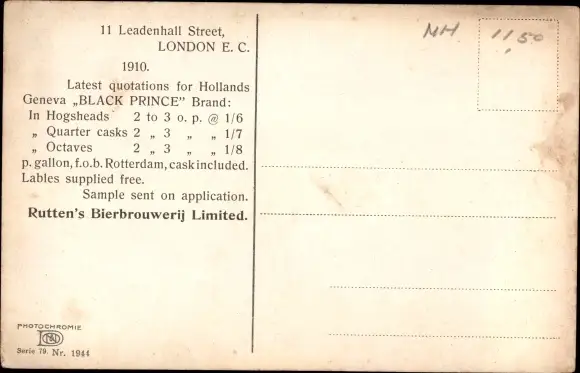 11 Leadenhall Street,
LONDON E. C.
1910.
Latest quotations for Hollands
Geneva „BLACK PRINCE” Brand:
In Hogsheads 2 to 3 o. p. @ 1/6
„ Quarter casks 2 „ 3 „ „ 1/7
„ Octaves 2 „ 3 „ „ 1/8
p. gallon, f.o.b. Rotterdam, cask included.
Lables supplied free.
Sample sent on application.
Rutten's Bierbrouwerij Limited.
MH 11.50
PHOTOCHROMIE
Serie 79. Nr. 1944